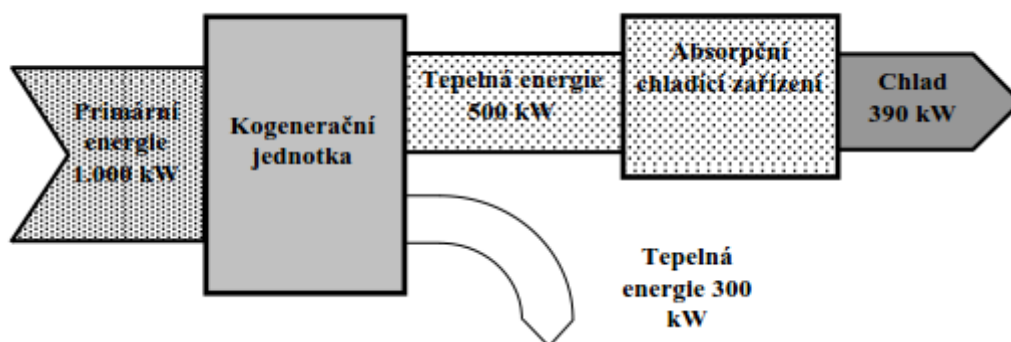 Primární
energie
1.000 kW
Kogenerační
jednotka
Tepelná energie
500 kW
Absorpční
chladící zařízení
Chlad
390 kW
Tepelná
energie 300
kW